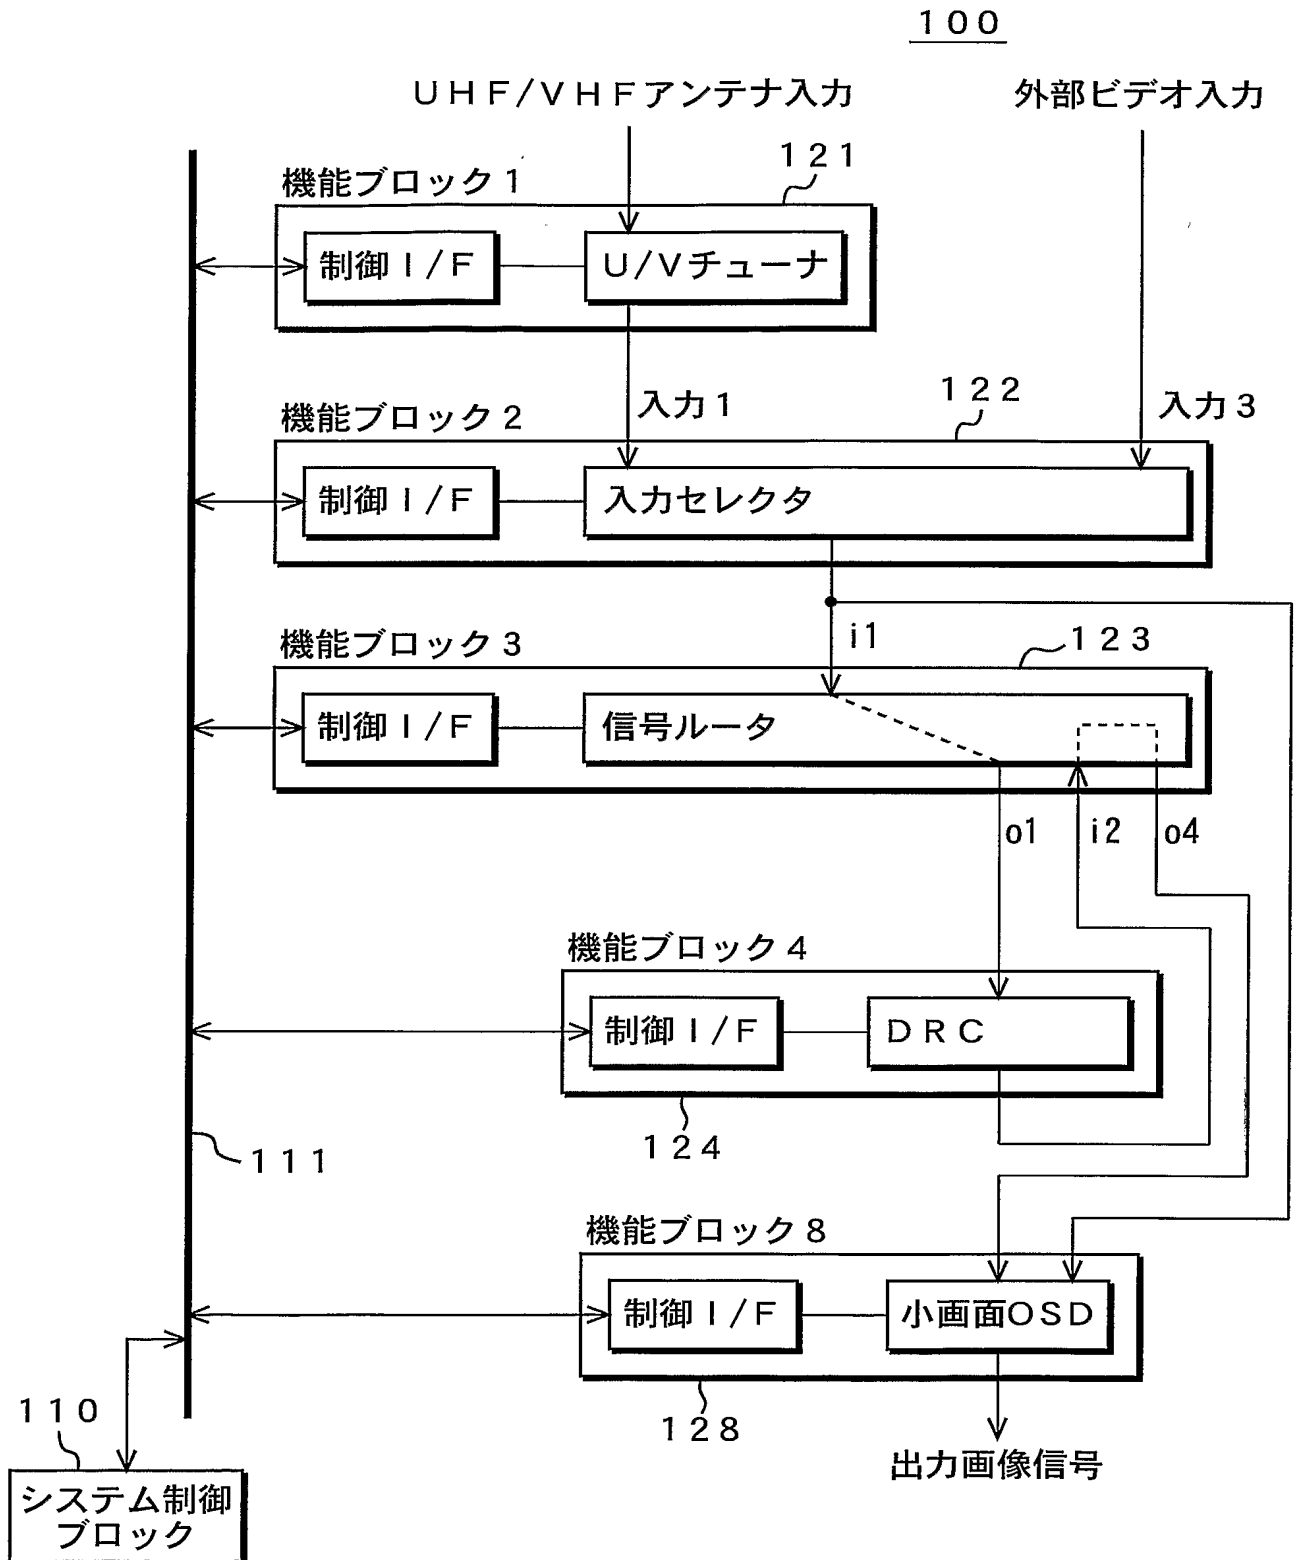 １００
ＵＨＦ/ＶＨＦアンテナ入力
外部ビデオ入力
機能ブロック１
１２１
制御Ｉ/Ｆ
Ｕ/Ｖチューナ
入力１
入力３
機能ブロック２
１２２
制御Ｉ/Ｆ
入力セレクタ
i1
機能ブロック３
１２３
制御Ｉ/Ｆ
信号ルータ
o1
i2
o4
機能ブロック４
制御Ｉ/Ｆ
ＤＲＣ
１２４
１１１
機能ブロック８
制御Ｉ/Ｆ
小画面ＯＳＤ
１２８
１１０
出力画像信号
システム制御
ブロック